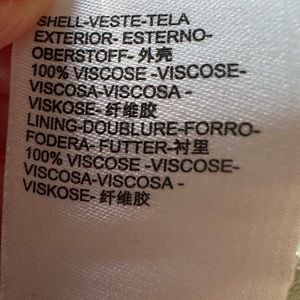 SHELL-VESTE-TELA
EXTERIOR- ESTERNO-
OBERSTOFF- 外壳
100% VISCOSE -VISCOSE-
VISCOSA-VISCOSA -
VISKOSE- 纤维胶
LINING-DOUBLURE-FORRO-
FODERA- FUTTER-衬里
100% VISCOSE -VISCOSE-
VISCOSA-VISCOSA -
VISKOSE- 纤维胶